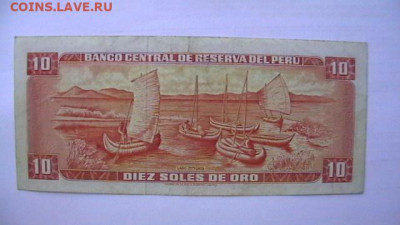 COINS.LAVE.RU
BANCO CENTRAL DE RESERVA DEL PERU
10 10
10 10
DIEZ SOLES DE ORO